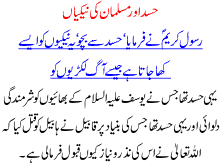 حسد اور مسلمان کی نیکیاں
رسول کریمؐ نے فرمایا ’حسد سے بچو‘ یہ نیکیوں کو ایسے
کھا جاتا ہے جیسے آگ لکڑیوں کو
یہی حسد تھا جس نے یوسف علیہ السلام کے بھائیوں کو شرمندگی
دلوائی اور یہی حسد تھا جس کی بنیاد پر قابیل نے ہابیل کو قتل کیا کہ
اللہ تعالیٰ نے اس کی نذر و نیاز کیوں قبول فرمالی ہے۔